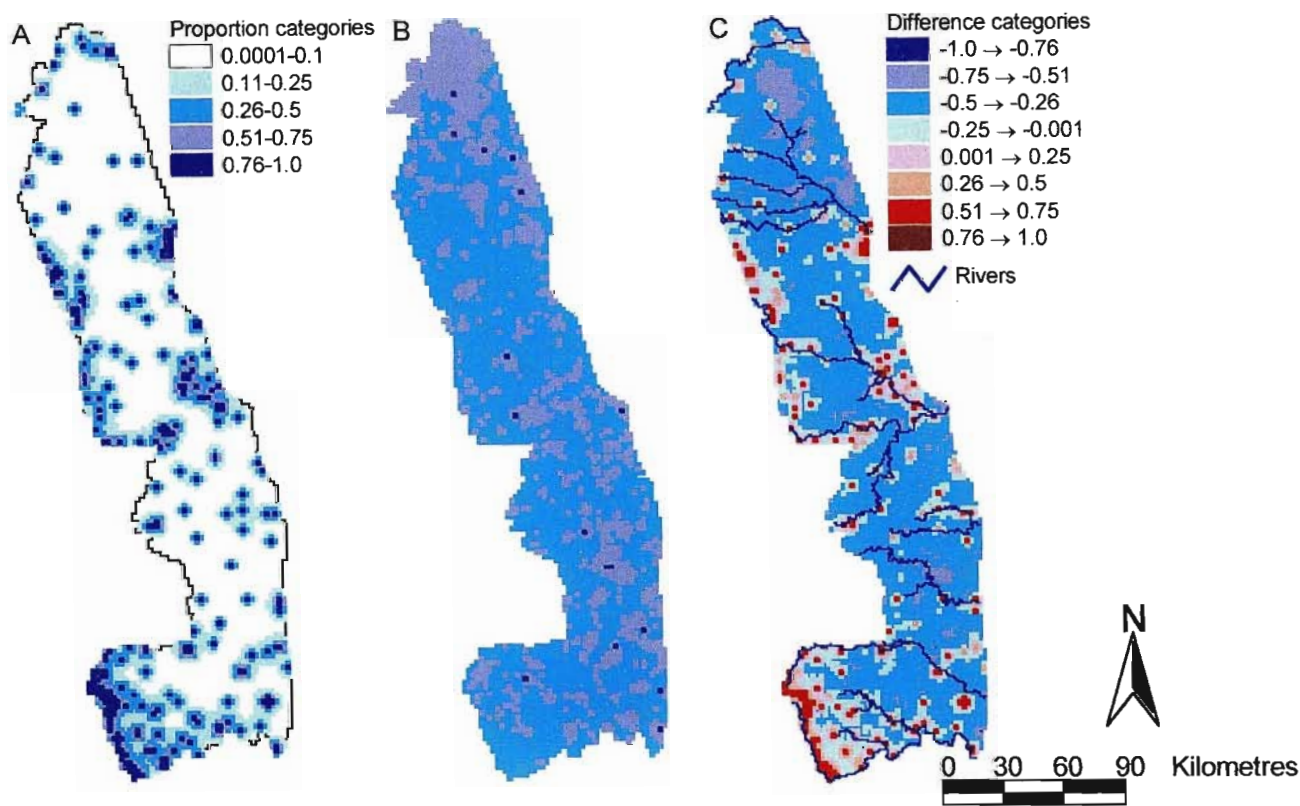 A
Proportion categories
0.0001-0.1
0.11-0.25
0.26-0.5
0.51-0.75
0.76-1.0
B
C
Difference categories
-1.0 → -0.76
-0.75 → -0.51
-0.5 → -0.26
-0.25 → -0.001
0.001 → 0.25
0.26 → 0.5
0.51 → 0.75
0.76 → 1.0
Rivers
N
0 30 60 90 Kilometres